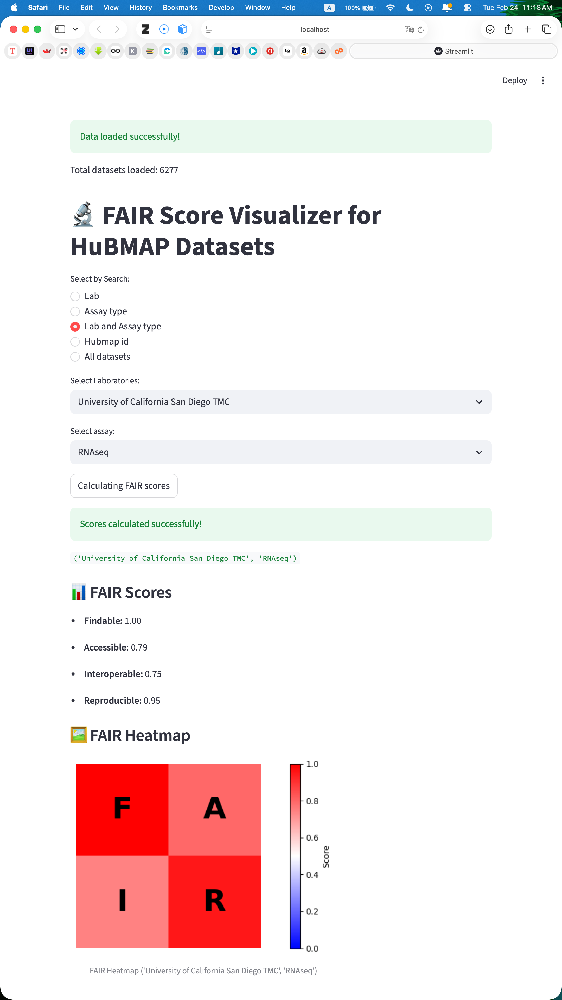 Safari File Edit View History Bookmarks Develop Window Help A 100% Tue Feb 24 11:18 AM
localhost
Streamlit
Deploy
Data loaded successfully!
Total datasets loaded: 6277
FAIR Score Visualizer for
HuBMAP Datasets
Select by Search:
Lab
Assay type
Lab and Assay type
Hubmap id
All datasets
Select Laboratories:
University of California San Diego TMC
Select assay:
RNAseq
Calculating FAIR scores
Scores calculated successfully!
('University of California San Diego TMC', 'RNAseq')
FAIR Scores
Findable: 1.00
Accessible: 0.79
Interoperable: 0.75
Reproducible: 0.95
FAIR Heatmap
F A
I R
1.0
0.8
0.6
0.4
0.2
0.0
Score
FAIR Heatmap ('University of California San Diego TMC', 'RNAseq')